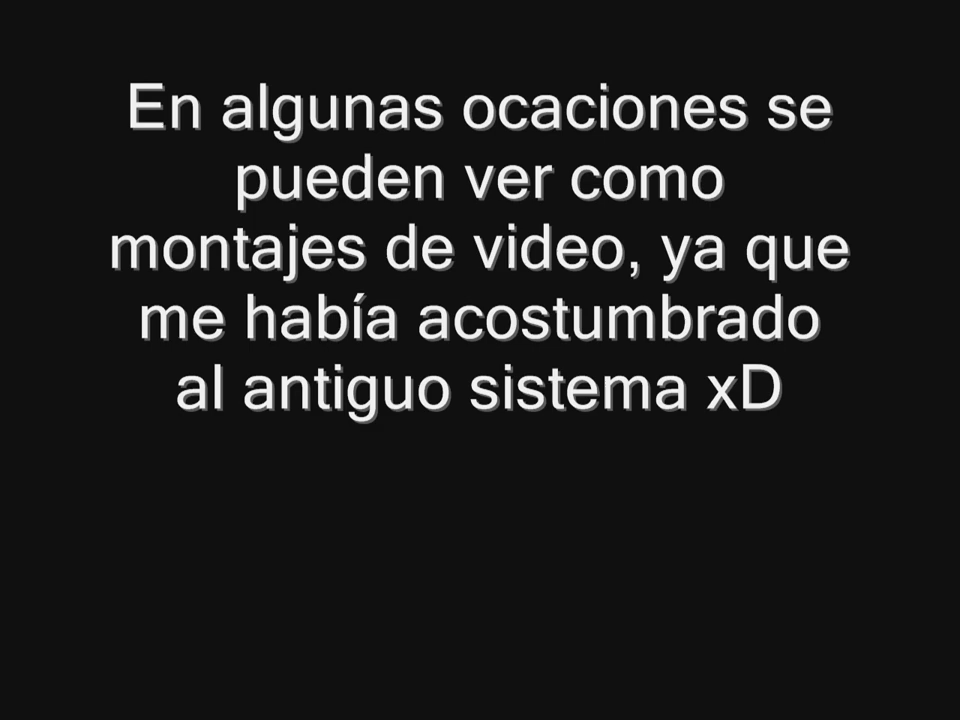 En algunas ocaciones se
pueden ver como
montajes de video, ya que
me había acostumbrado
al antiguo sistema xD